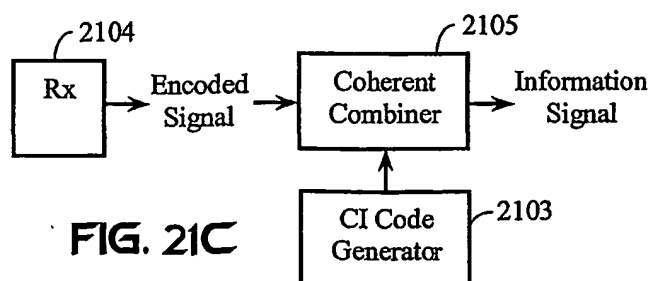 2104
2105
Rx
Encoded
Signal
Coherent
Combiner
Information
Signal
FIG. 21C
CI Code
Generator
2103